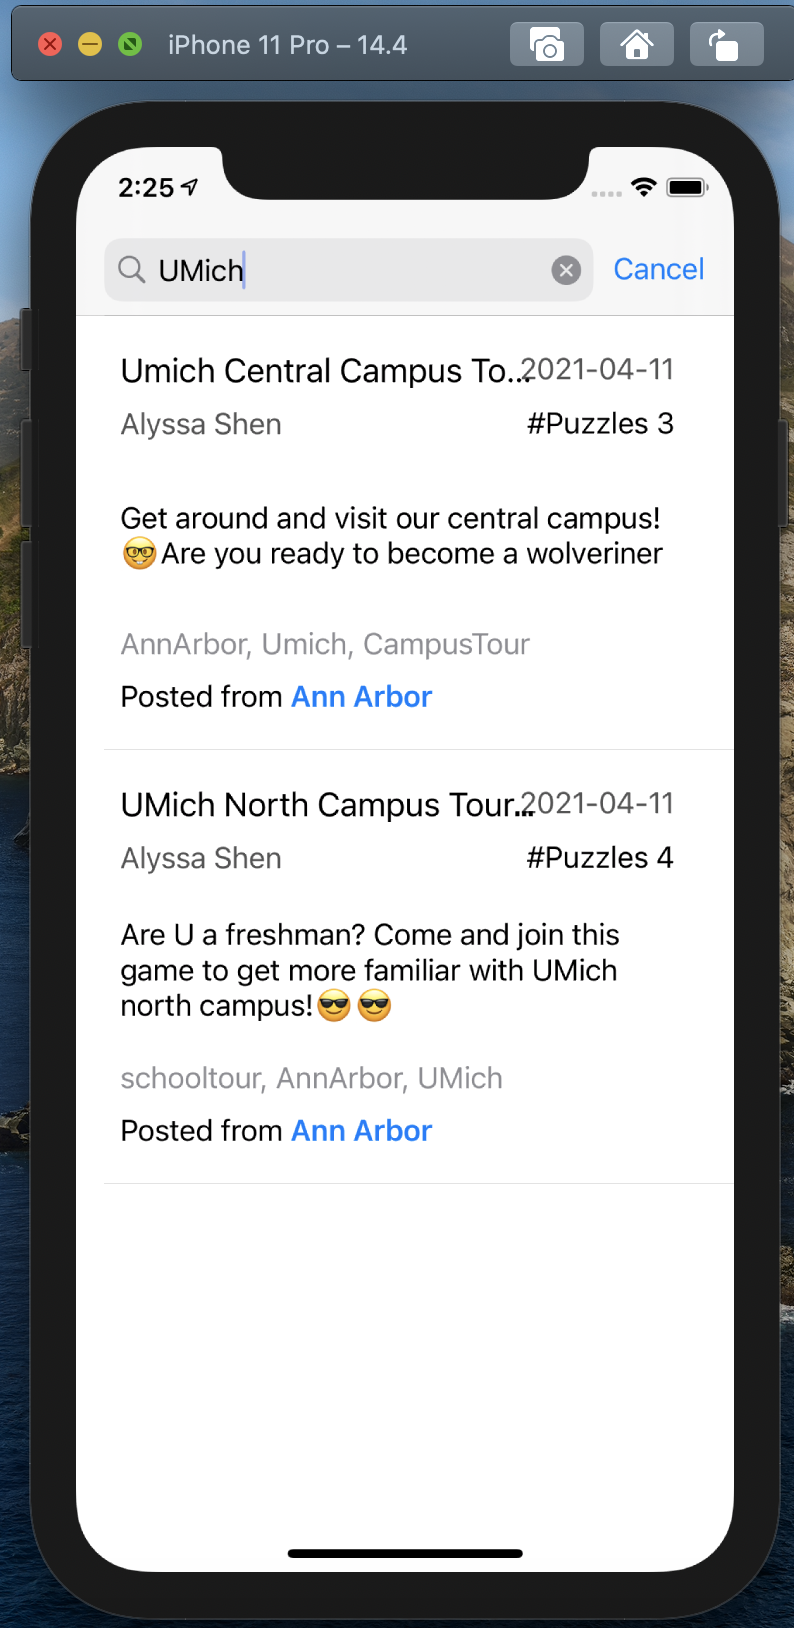 iPhone 11 Pro – 14.4
2:25
UMich
Cancel
Umich Central Campus To... 2021-04-11
Alyssa Shen #Puzzles 3
Get around and visit our central campus!
🤓Are you ready to become a wolveriner
AnnArbor, Umich, CampusTour
Posted from Ann Arbor
UMich North Campus Tour... 2021-04-11
Alyssa Shen #Puzzles 4
Are U a freshman? Come and join this
game to get more familiar with UMich
north campus!😎😎
schooltour, AnnArbor, UMich
Posted from Ann Arbor